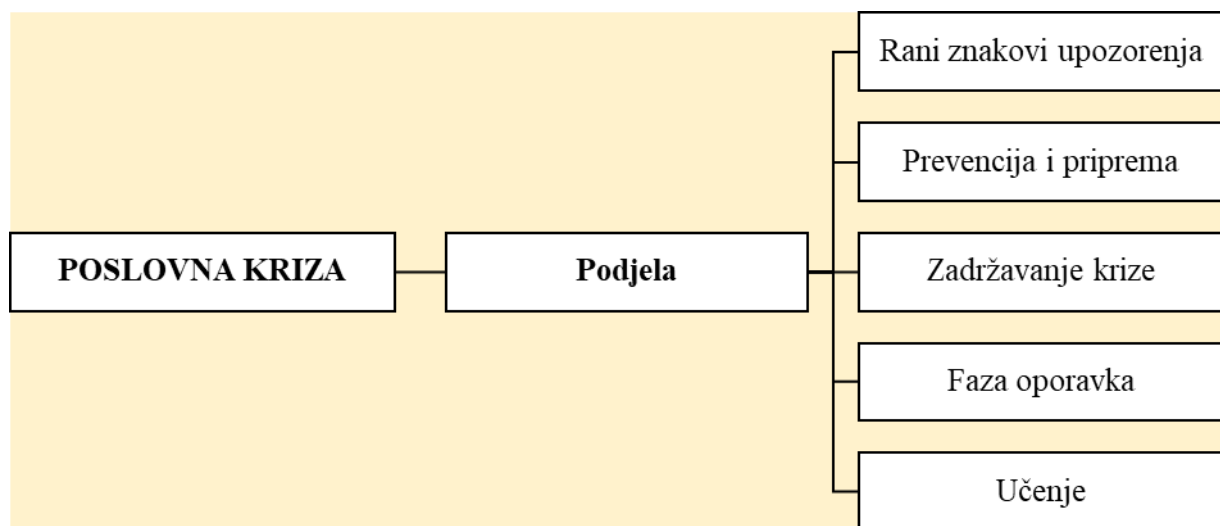 POSLOVNA KRIZA
Podjela
Rani znakovi upozorenja
Prevencija i priprema
Zadržavanje krize
Faza oporavka
Učenje